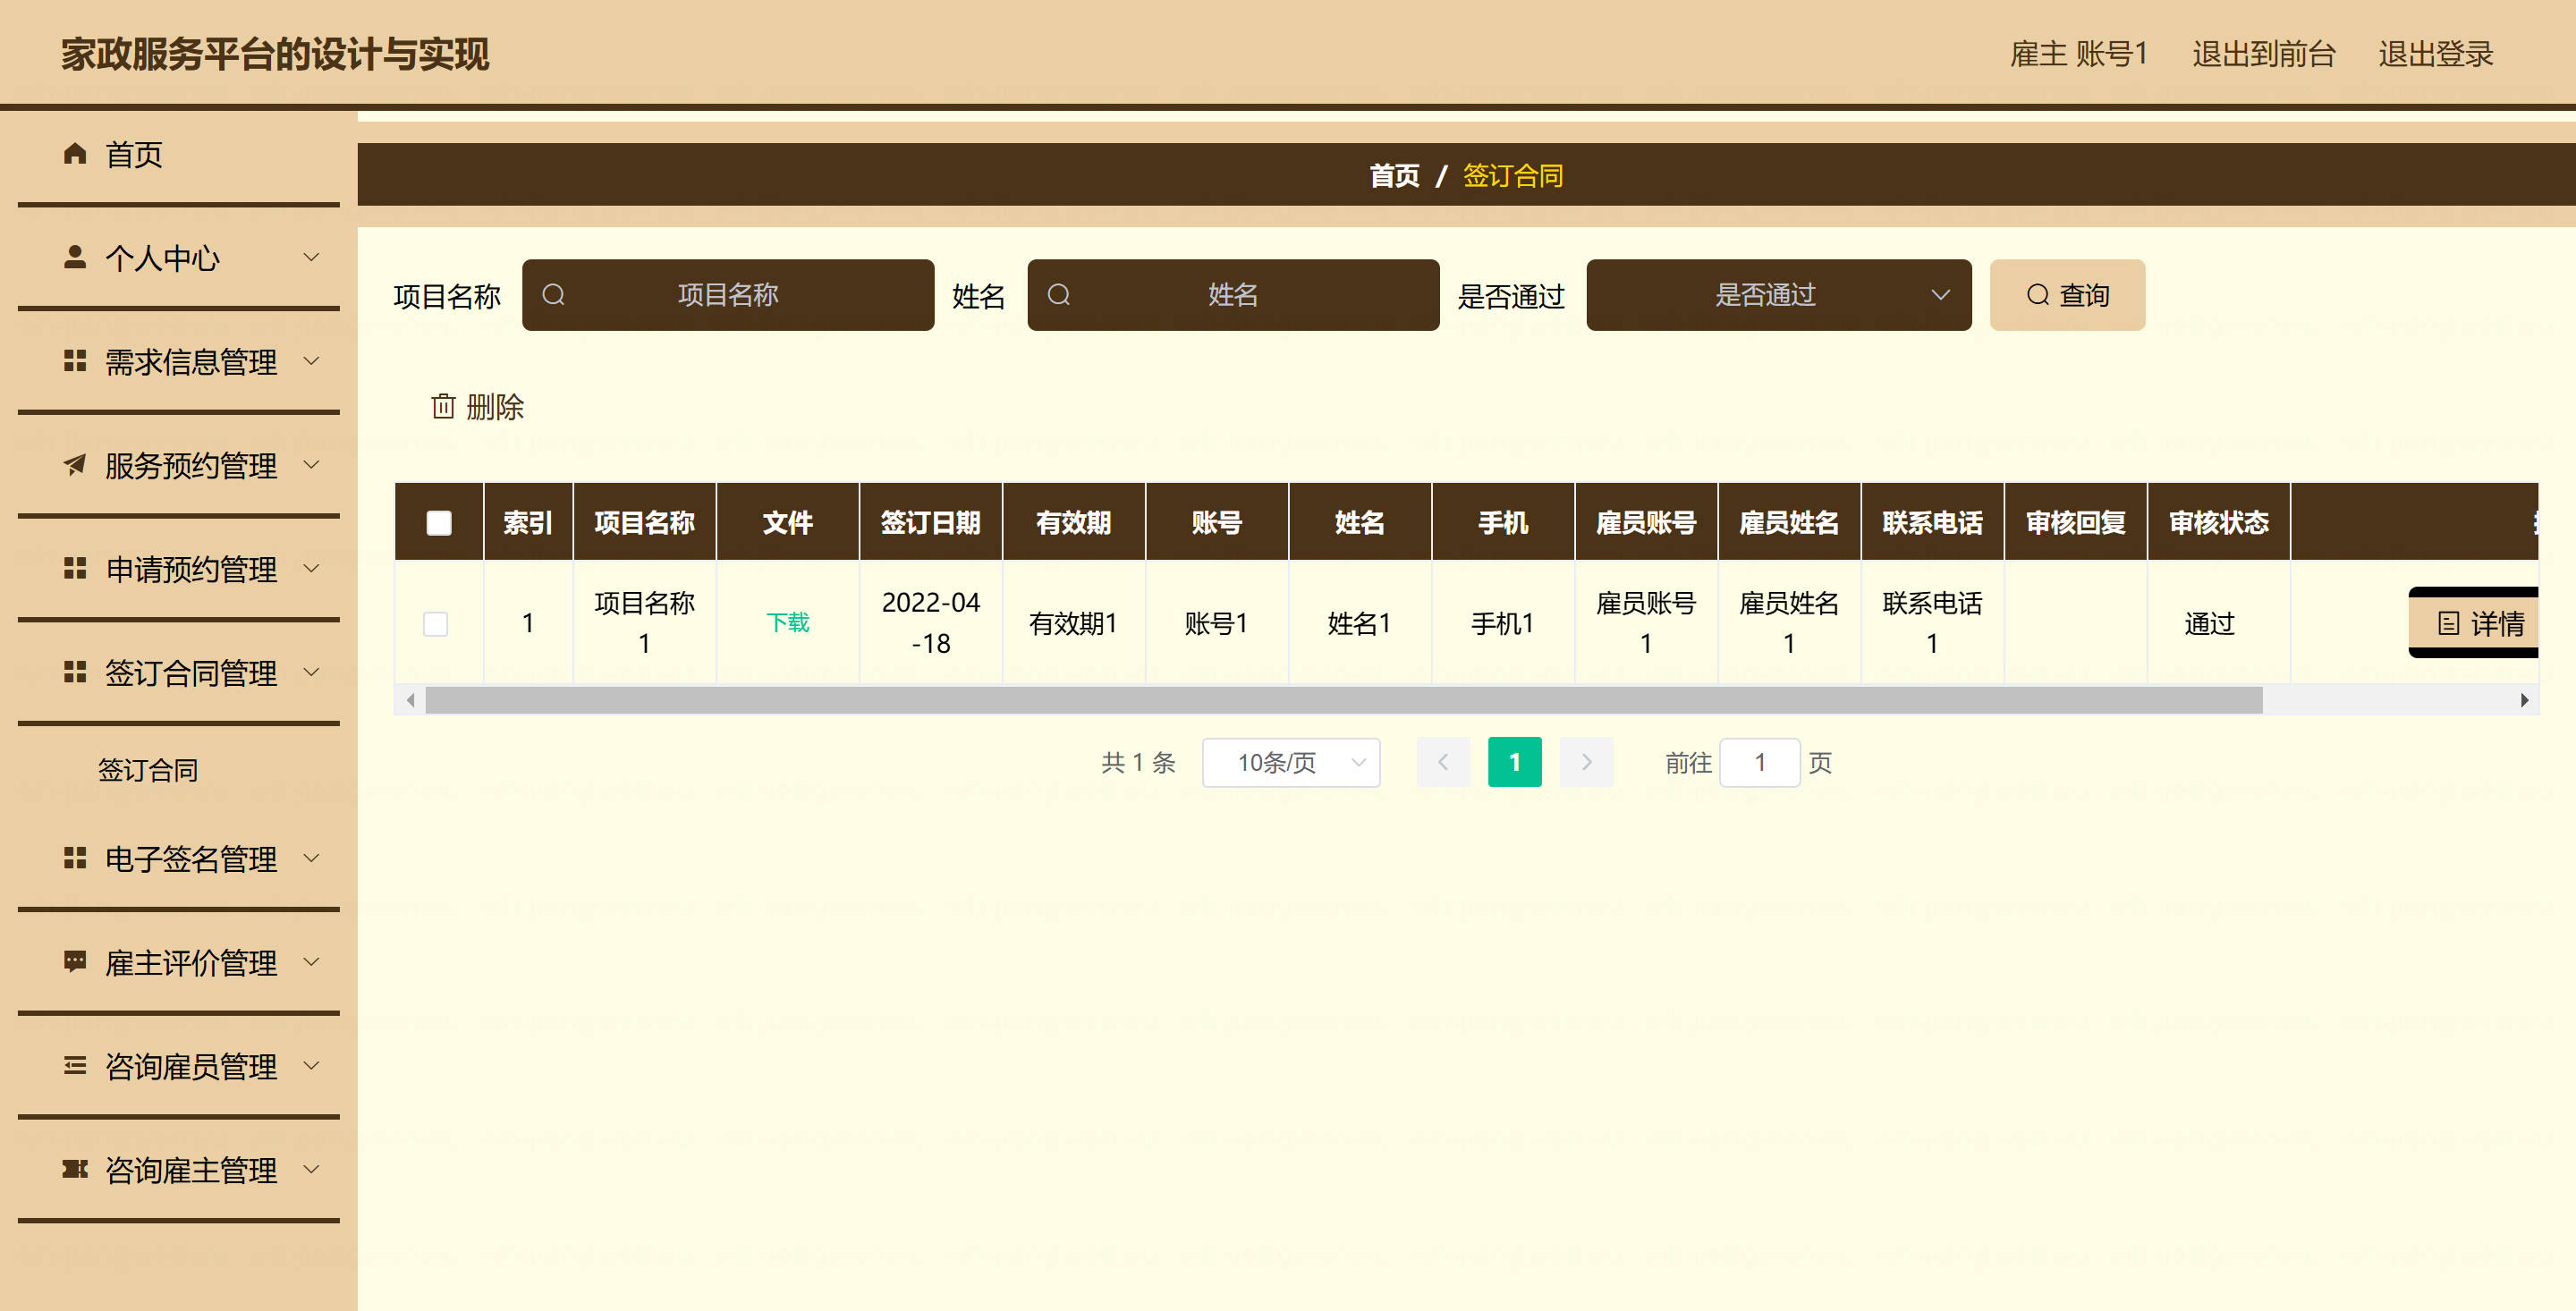 家政服务平台的设计与实现
雇主 账号1 退出到前台 退出登录
首页
个人中心
需求信息管理
服务预约管理
申请预约管理
签订合同管理
签订合同
电子签名管理
雇主评价管理
咨询雇员管理
咨询雇主管理
首页 / 签订合同
项目名称 项目名称 姓名 姓名 是否通过 是否通过 查询
删除
索引 项目名称 文件 签订日期 有效期 账号 姓名 手机 雇员账号 雇员姓名 联系电话 审核回复 审核状态
1 项目名称1 下载 2022-04-18 有效期1 账号1 姓名1 手机1 雇员账号1 雇员姓名1 联系电话1 通过 详情
共 1 条 10条/页 1 前往 1 页